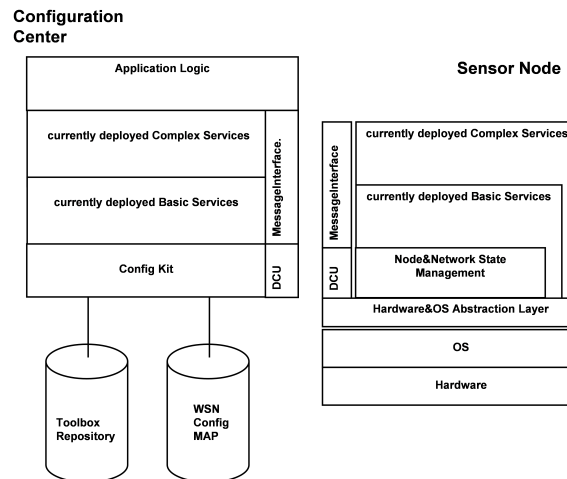 Configuration
Center
Application Logic
currently deployed Complex Services
MessageInterface.
currently deployed Basic Services
Config Kit
DCU
Toolbox
Repository
WSN
Config
MAP
Sensor Node
MessageInterface
currently deployed Complex Services
currently deployed Basic Services
DCU
Node&Network State
Management
Hardware&OS Abstraction Layer
OS
Hardware